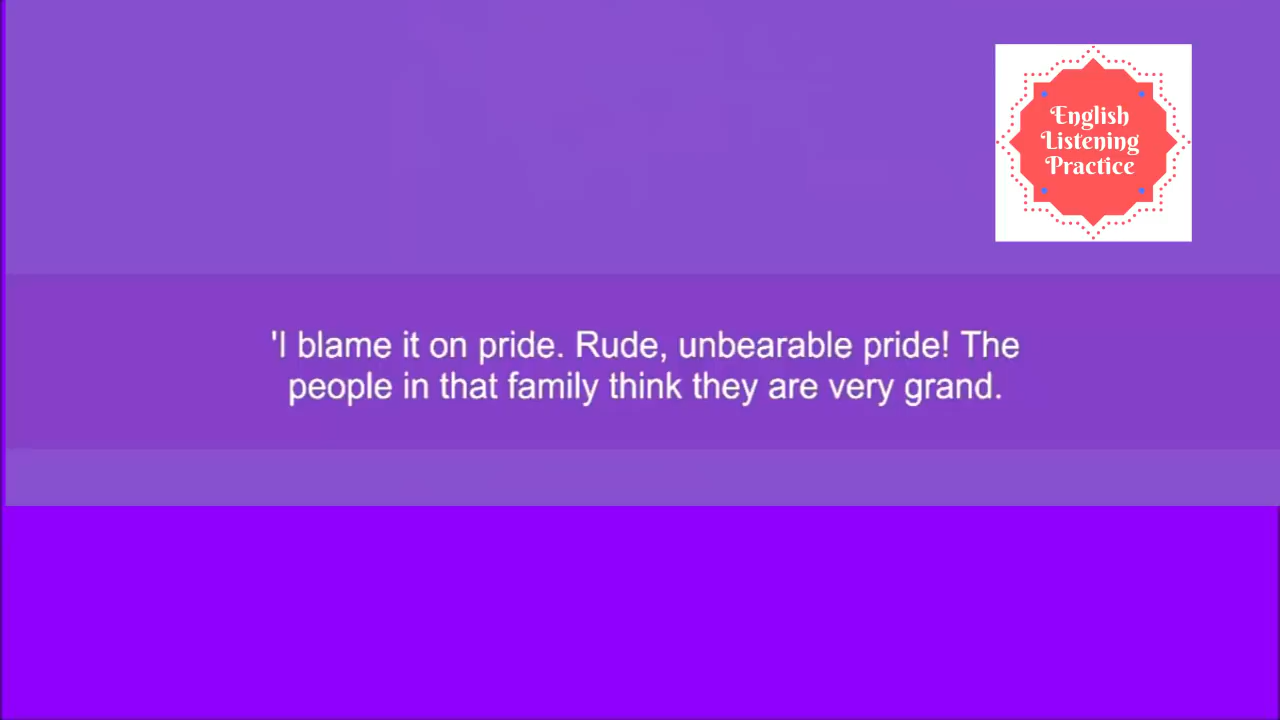 English
Listening
Practice
'I blame it on pride. Rude, unbearable pride! The
people in that family think they are very grand.